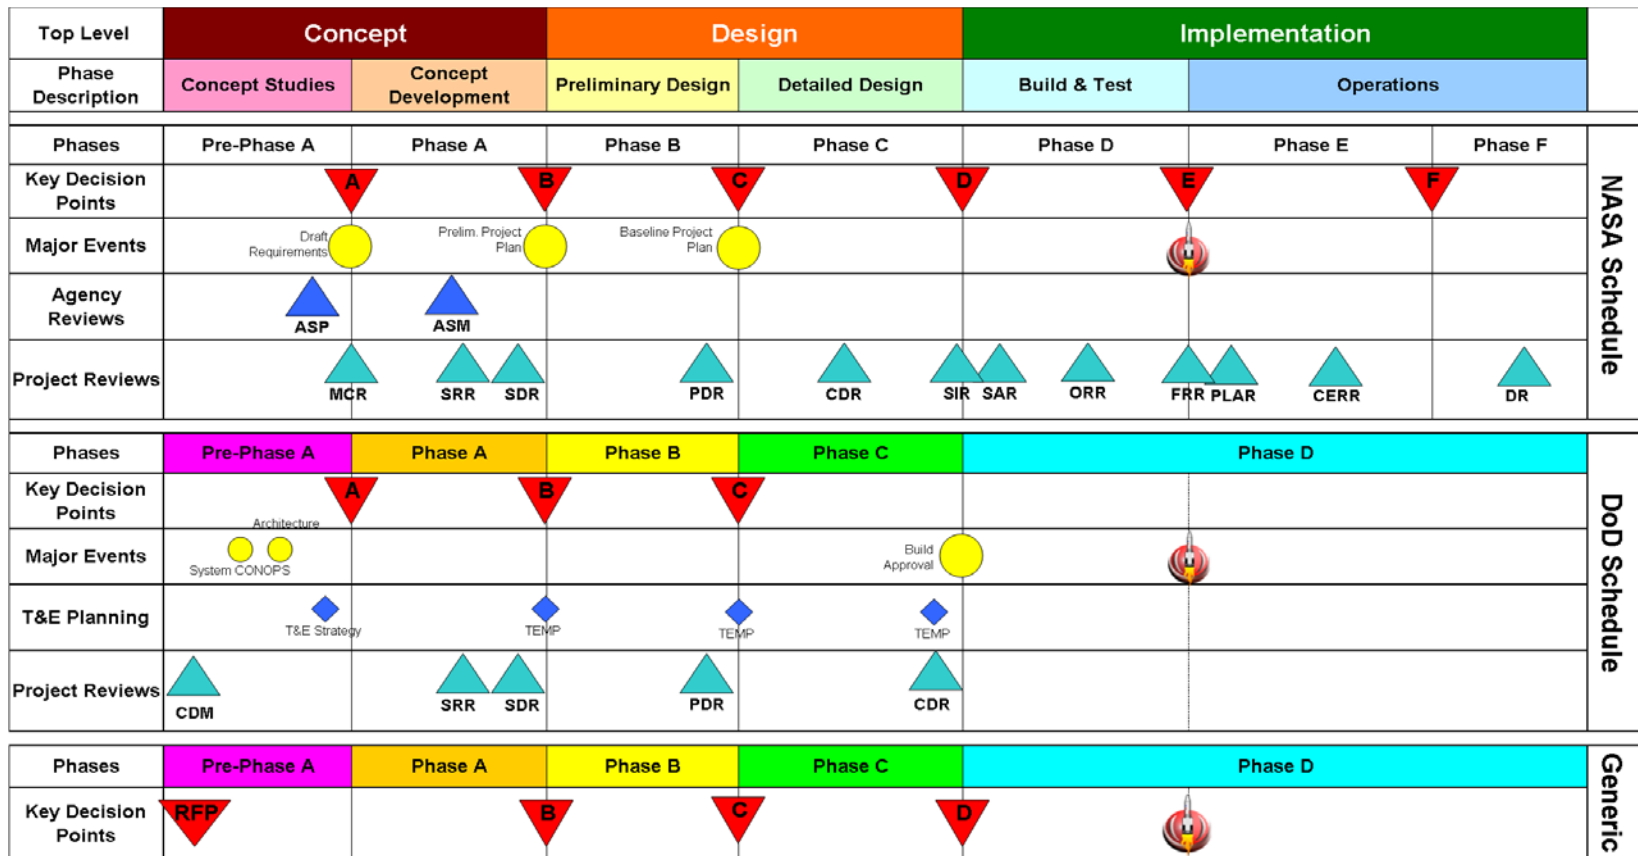 Top Level
Concept
Design
Implementation
Phase
Description
Concept Studies
Concept
Development
Preliminary Design
Detailed Design
Build & Test
Operations
Phases
Pre-Phase A
Phase A
Phase B
Phase C
Phase D
Phase E
Phase F
Key Decision
Points
A
B
C
D
E
F
Major Events
Draft
Requirements
Prelim. Project
Plan
Baseline Project
Plan
Agency
Reviews
ASP
ASM
Project Reviews
MCR
SRR
SDR
PDR
CDR
SIR
SAR
ORR
FRR
PLAR
CERR
DR
NASA Schedule
Phases
Pre-Phase A
Phase A
Phase B
Phase C
Phase D
Key Decision
Points
A
B
C
Major Events
Architecture
System CONOPS
Build
Approval
T&E Planning
T&E Strategy
TEMP
TEMP
TEMP
Project Reviews
CDM
SRR
SDR
PDR
CDR
DoD Schedule
Phases
Pre-Phase A
Phase A
Phase B
Phase C
Phase D
Key Decision
Points
RFP
B
C
D
Generic